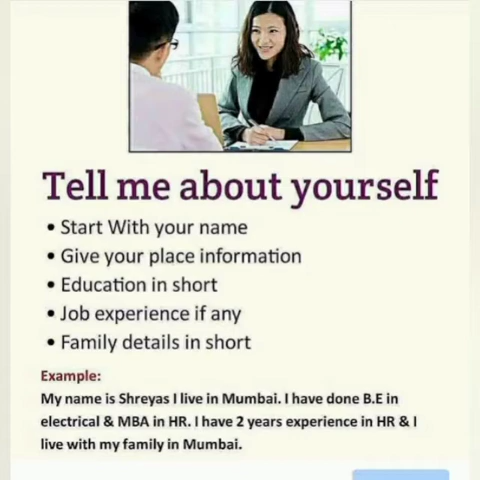 Tell me about yourself
• Start With your name
• Give your place information
• Education in short
• Job experience if any
• Family details in short
Example:
My name is Shreyas I live in Mumbai. I have done B.E in
electrical & MBA in HR. I have 2 years experience in HR & I
live with my family in Mumbai.